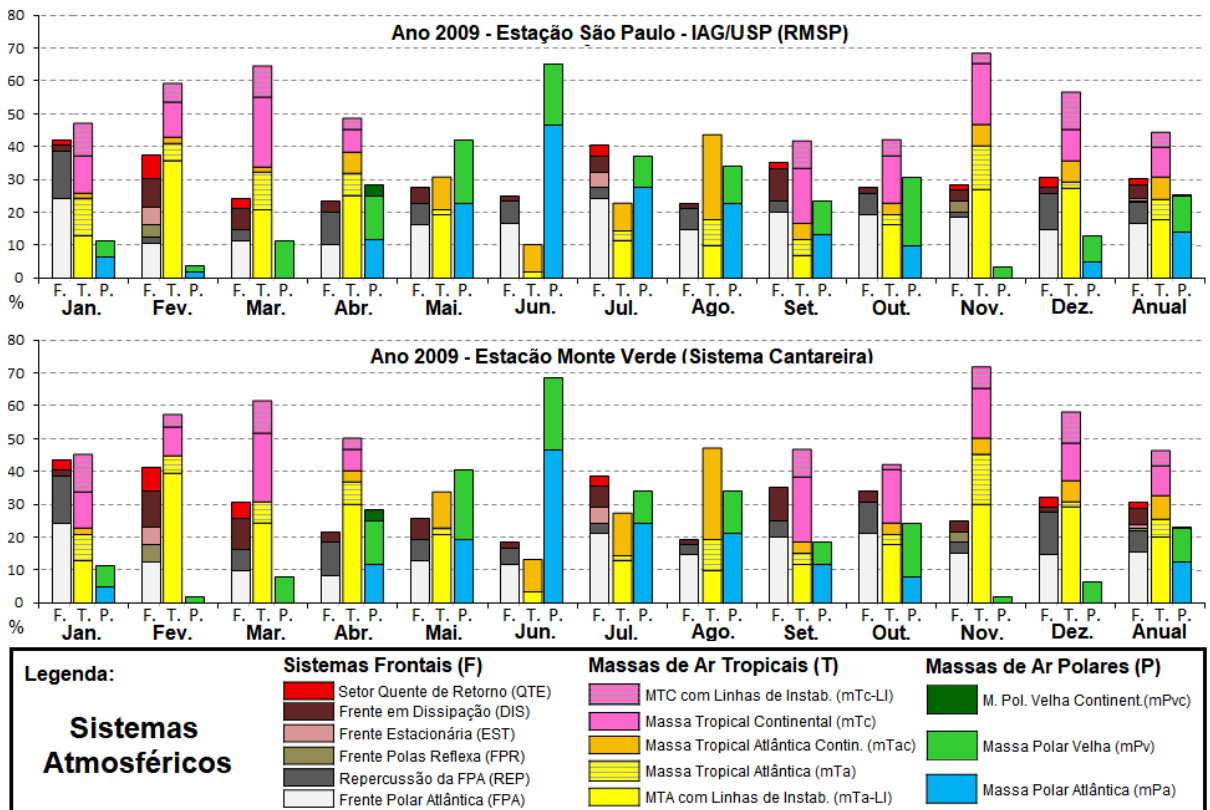 Ano 2009 - Estação São Paulo - IAG/USP (RMSP)
80
70
60
50
40
30
20
10
0
%
F. T. P. F. T. P. F. T. P. F. T. P. F. T. P. F. T. P. F. T. P. F. T. P. F. T. P. F. T. P. F. T. P. F. T. P. F. T. P.
Jan. Fev. Mar. Abr. Mai. Jun. Jul. Ago. Set. Out. Nov. Dez. Anual
Ano 2009 - Estacão Monte Verde (Sistema Cantareira)
80
70
60
50
40
30
20
10
0
%
F. T. P. F. T. P. F. T. P. F. T. P. F. T. P. F. T. P. F. T. P. F. T. P. F. T. P. F. T. P. F. T. P. F. T. P. F. T. P.
Jan. Fev. Mar. Abr. Mai. Jun. Jul. Ago. Set. Out. Nov. Dez. Anual
Legenda:
Sistemas
Atmosféricos
Sistemas Frontais (F)
Setor Quente de Retorno (QTE)
Frente em Dissipação (DIS)
Frente Estacionária (EST)
Frente Polas Reflexa (FPR)
Repercussão da FPA (REP)
Frente Polar Atlântica (FPA)
Massas de Ar Tropicais (T)
MTC com Linhas de Instab. (mTc-LI)
Massa Tropical Continental (mTc)
Massa Tropical Atlântica Contin. (mTac)
Massa Tropical Atlântica (mTa)
MTA com Linhas de Instab. (mTa-LI)
Massas de Ar Polares (P)
M. Pol. Velha Continent.(mPvc)
Massa Polar Velha (mPv)
Massa Polar Atlântica (mPa)